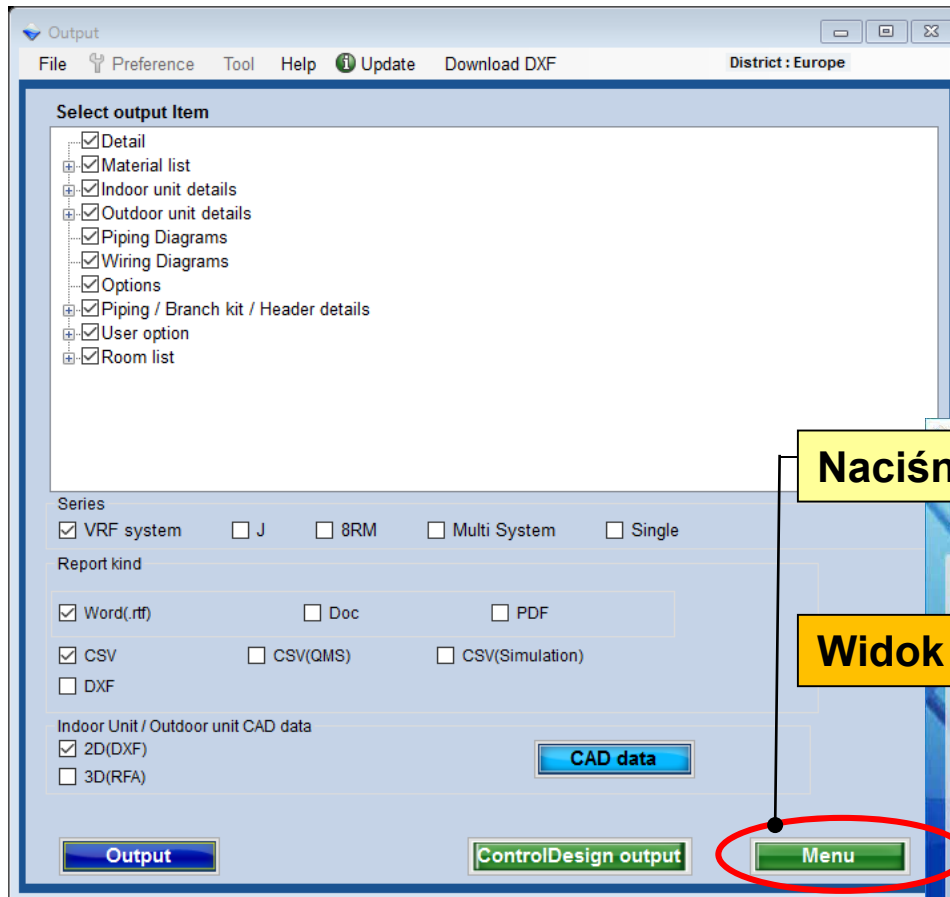 Output
File Preference Tool Help Update Download DXF District : Europe
Select output Item
Detail
Material list
Indoor unit details
Outdoor unit details
Piping Diagrams
Wiring Diagrams
Options
Piping / Branch kit / Header details
User option
Room list
Series
VRF system J 8RM Multi System Single
Report kind
Word(.rtf) Doc PDF
CSV CSV(QMS) CSV(Simulation)
DXF
Indoor Unit / Outdoor unit CAD data
2D(DXF)
3D(RFA)
CAD data
Output ControlDesign output Menu
Widok